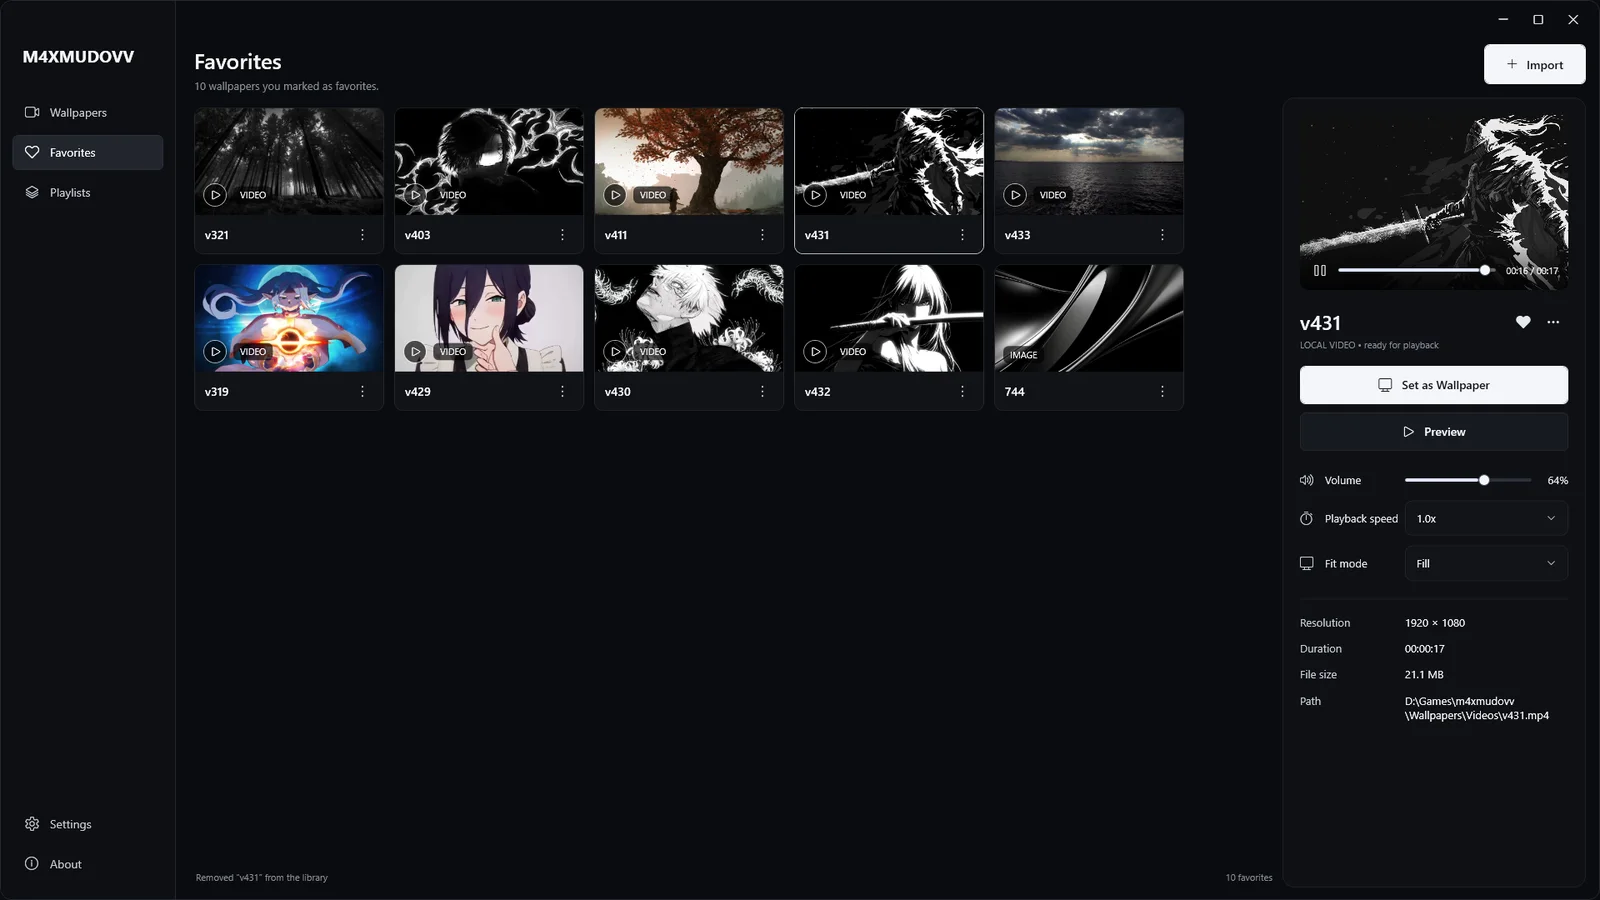 M4XMUDOVV
Wallpapers
Favorites
Playlists
Settings
About
Favorites
10 wallpapers you marked as favorites.
Import
VIDEO
v321
VIDEO
v403
VIDEO
v411
VIDEO
v431
VIDEO
v433
VIDEO
v319
VIDEO
v429
VIDEO
v430
VIDEO
v432
IMAGE
744
Removed "v431" from the library
10 favorites
00:16 / 00:17
v431
LOCAL VIDEO • ready for playback
Set as Wallpaper
Preview
Volume 64%
Playback speed 1.0x
Fit mode Fill
Resolution 1920 × 1080
Duration 00:00:17
File size 21.1 MB
Path D:\Games\m4xmudovv
\Wallpapers\Videos\v431.mp4